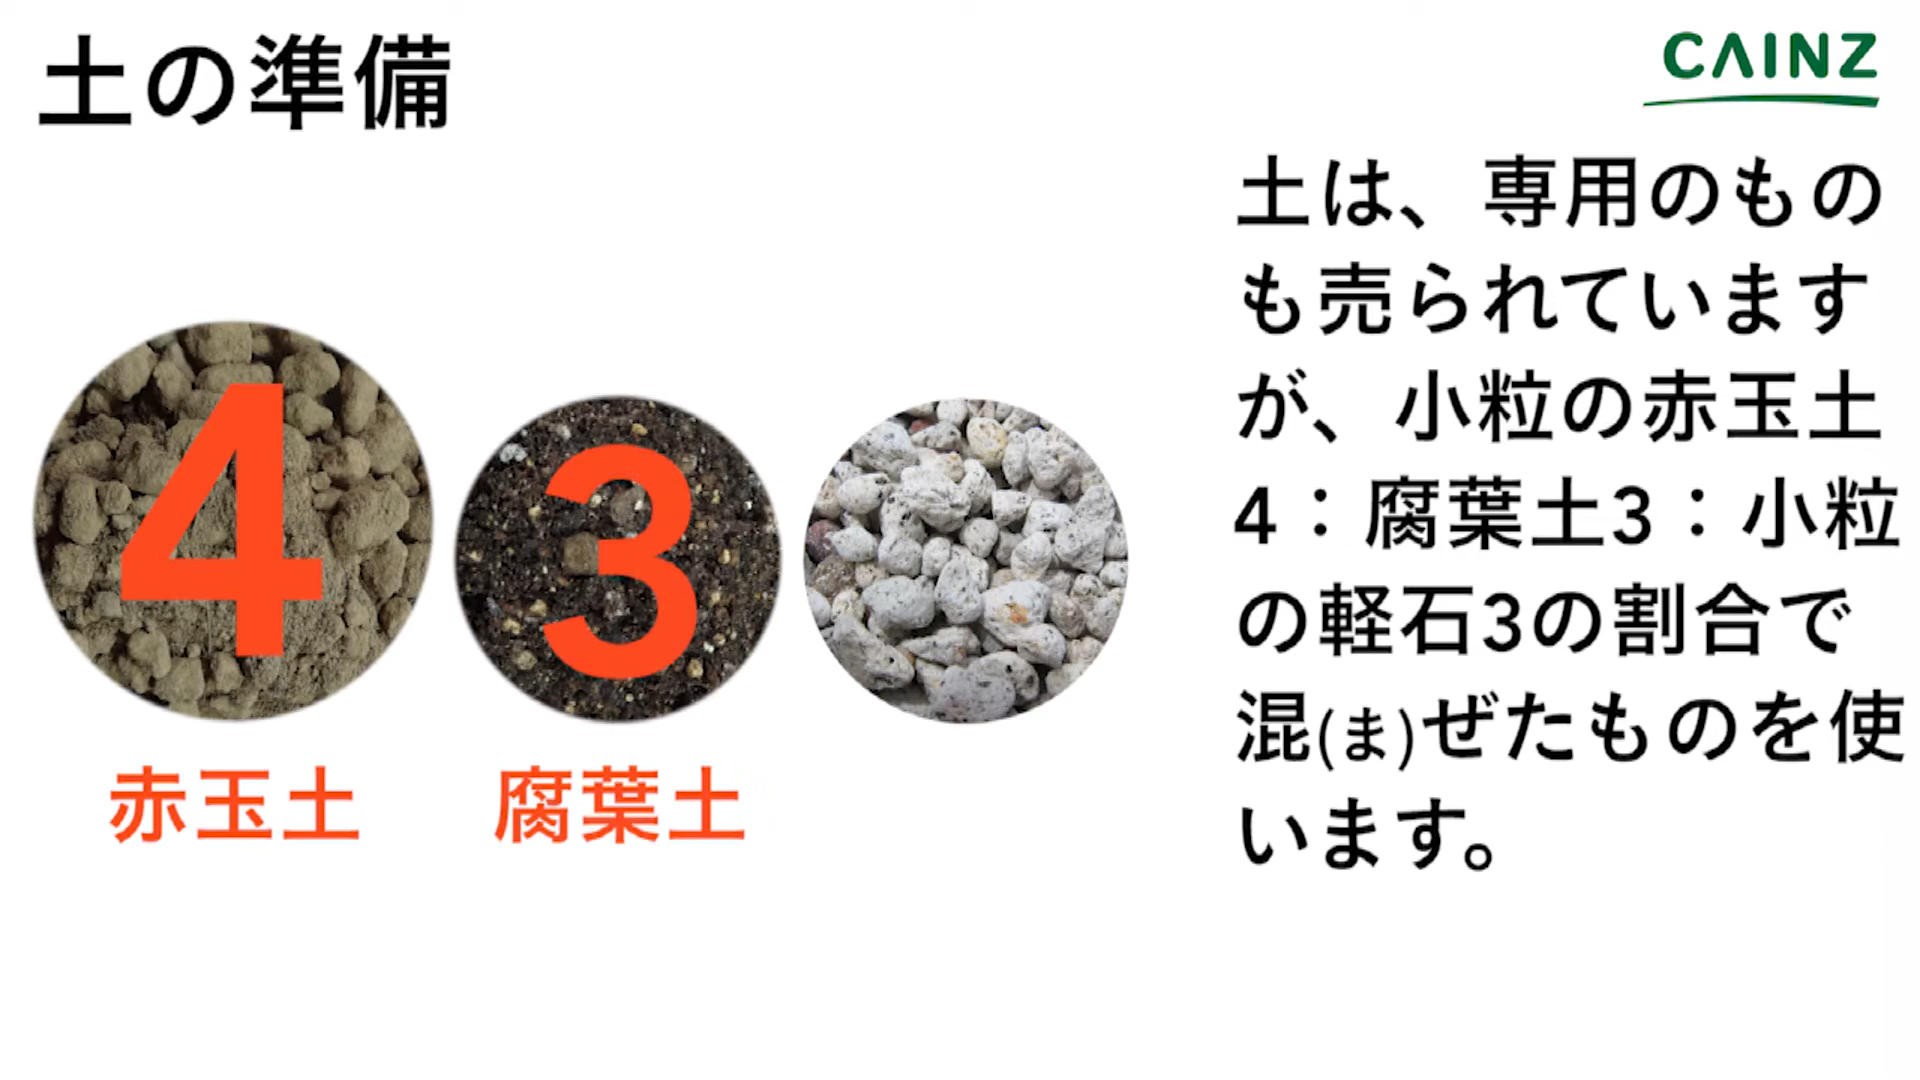 土の準備
CAINZ
土は、専用のもの
も売られています
が、小粒の赤玉土
4：腐葉土3：小粒
の軽石3の割合で
混(ま)ぜたものを使
います。
4
3
赤玉土
腐葉土